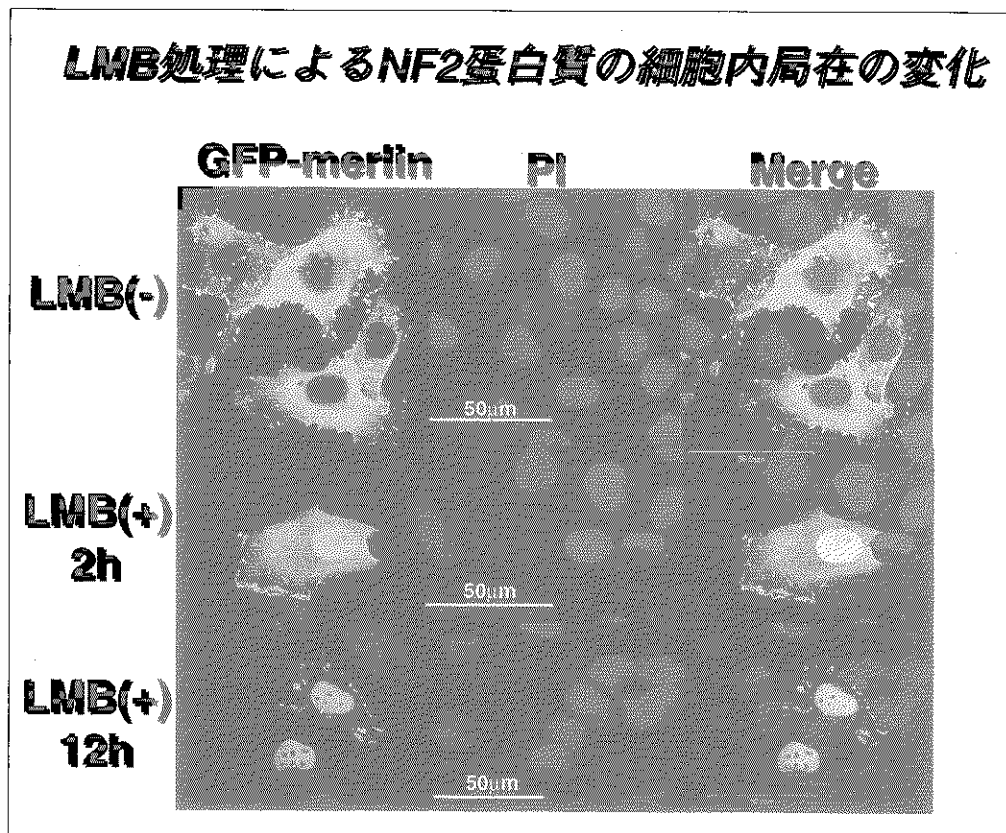 LMB処理によるNF2蛋白質の細胞内局在の変化
GFP-merlin PI Merge
LMB(-)
50μm
LMB(+)
2h
50μm
LMB(+)
12h
50μm